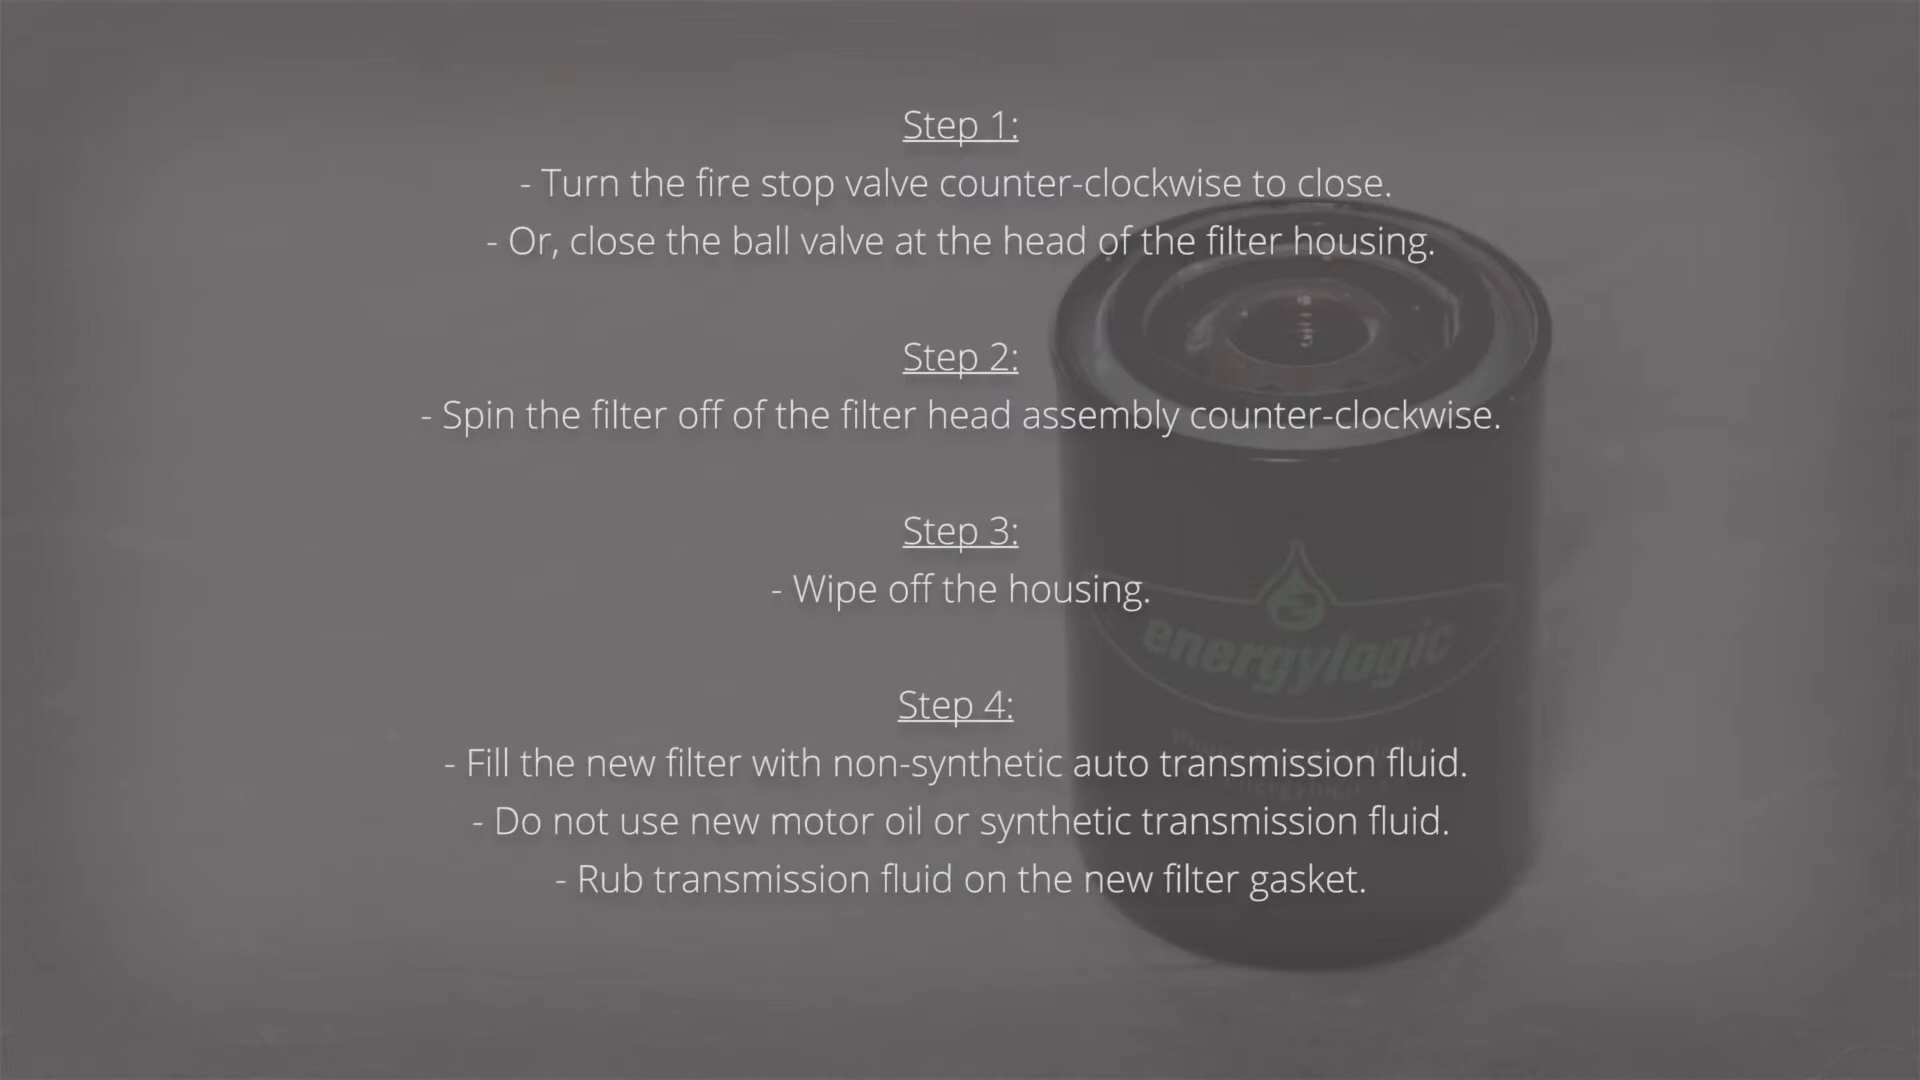 Step 1:
- Turn the fire stop valve counter-clockwise to close.
- Or, close the ball valve at the head of the filter housing.
Step 2:
- Spin the filter off of the filter head assembly counter-clockwise.
Step 3:
- Wipe off the housing.
Step 4:
- Fill the new filter with non-synthetic auto transmission fluid.
- Do not use new motor oil or synthetic transmission fluid.
- Rub transmission fluid on the new filter gasket.
energylogic